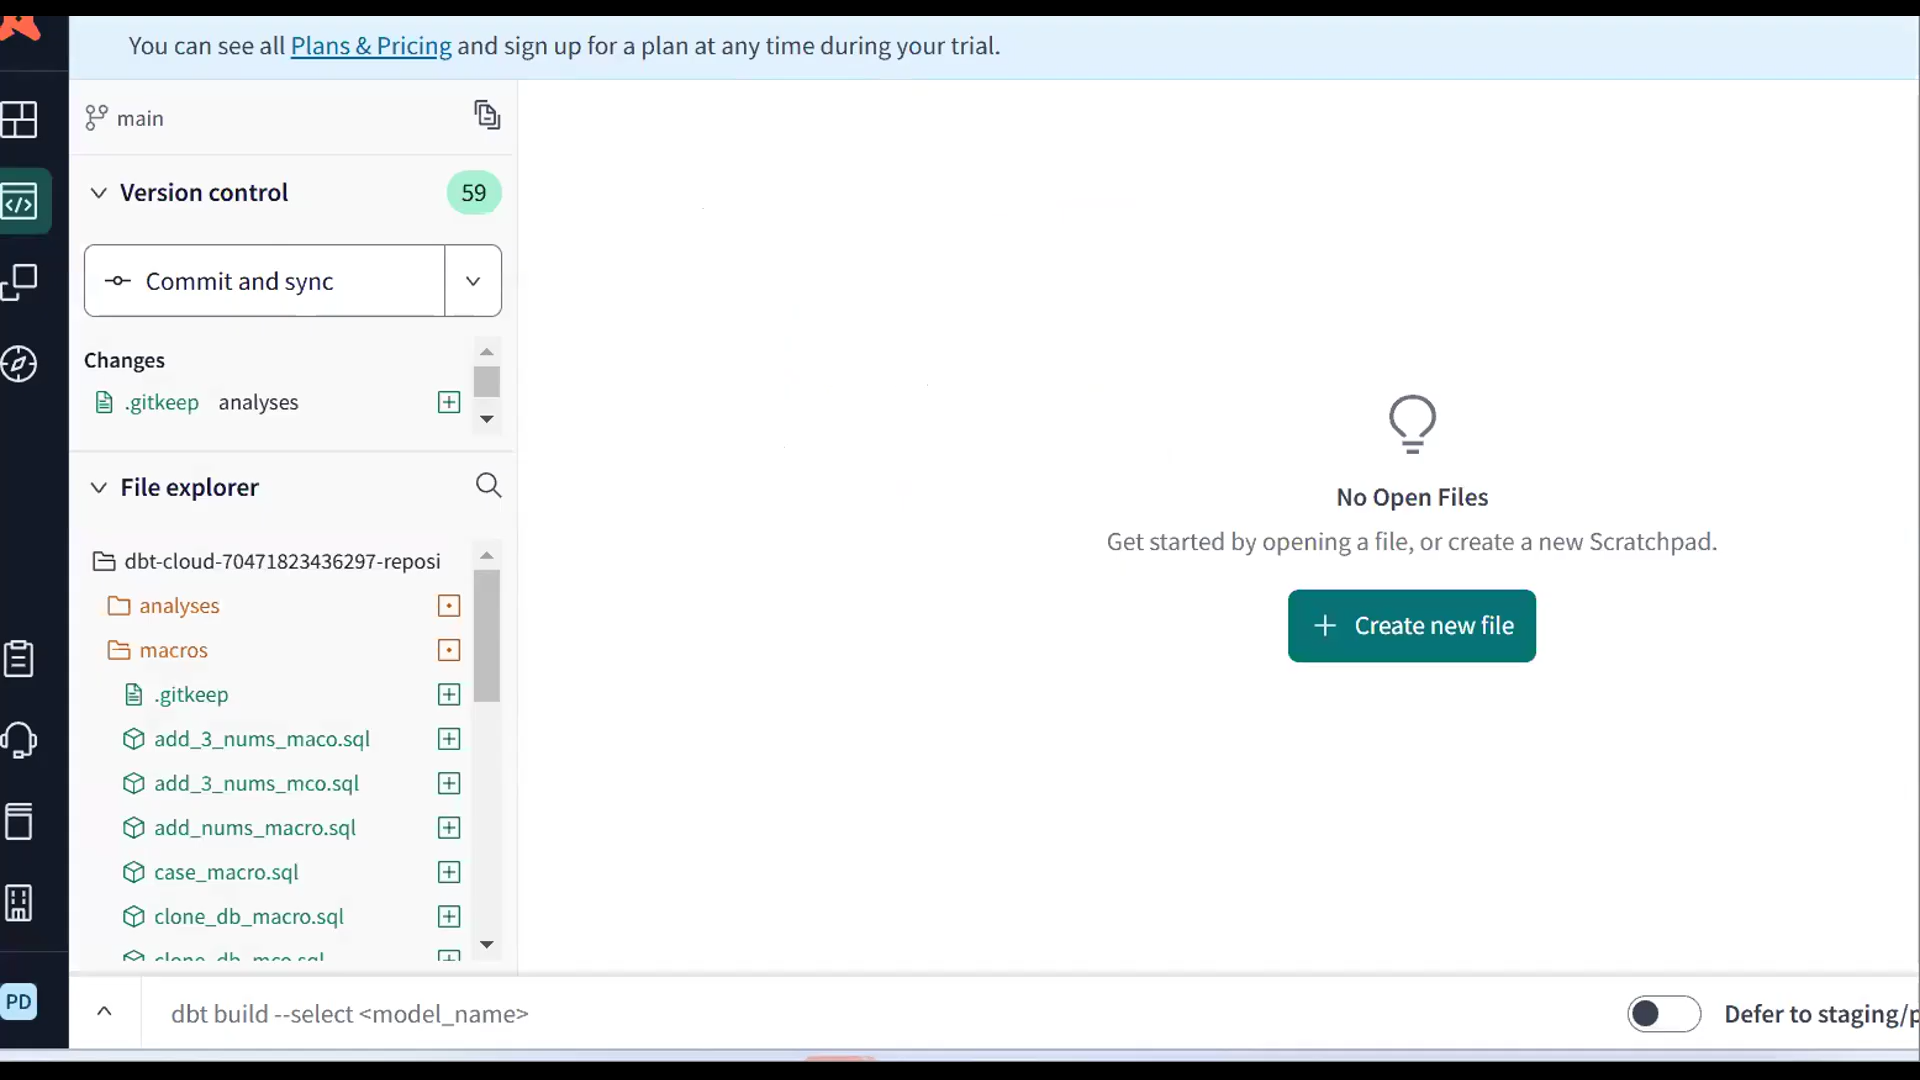 You can see all Plans & Pricing and sign up for a plan at any time during your trial.
main
Version control
59
Commit and sync
Changes
.gitkeep analyses
File explorer
dbt-cloud-70471823436297-reposi
analyses
macros
.gitkeep
add_3_nums_maco.sql
add_3_nums_mco.sql
add_nums_macro.sql
case_macro.sql
clone_db_macro.sql
clone_db_mco.sql
No Open Files
Get started by opening a file, or create a new Scratchpad.
Create new file
PD
dbt build --select <model_name>
Defer to staging/p